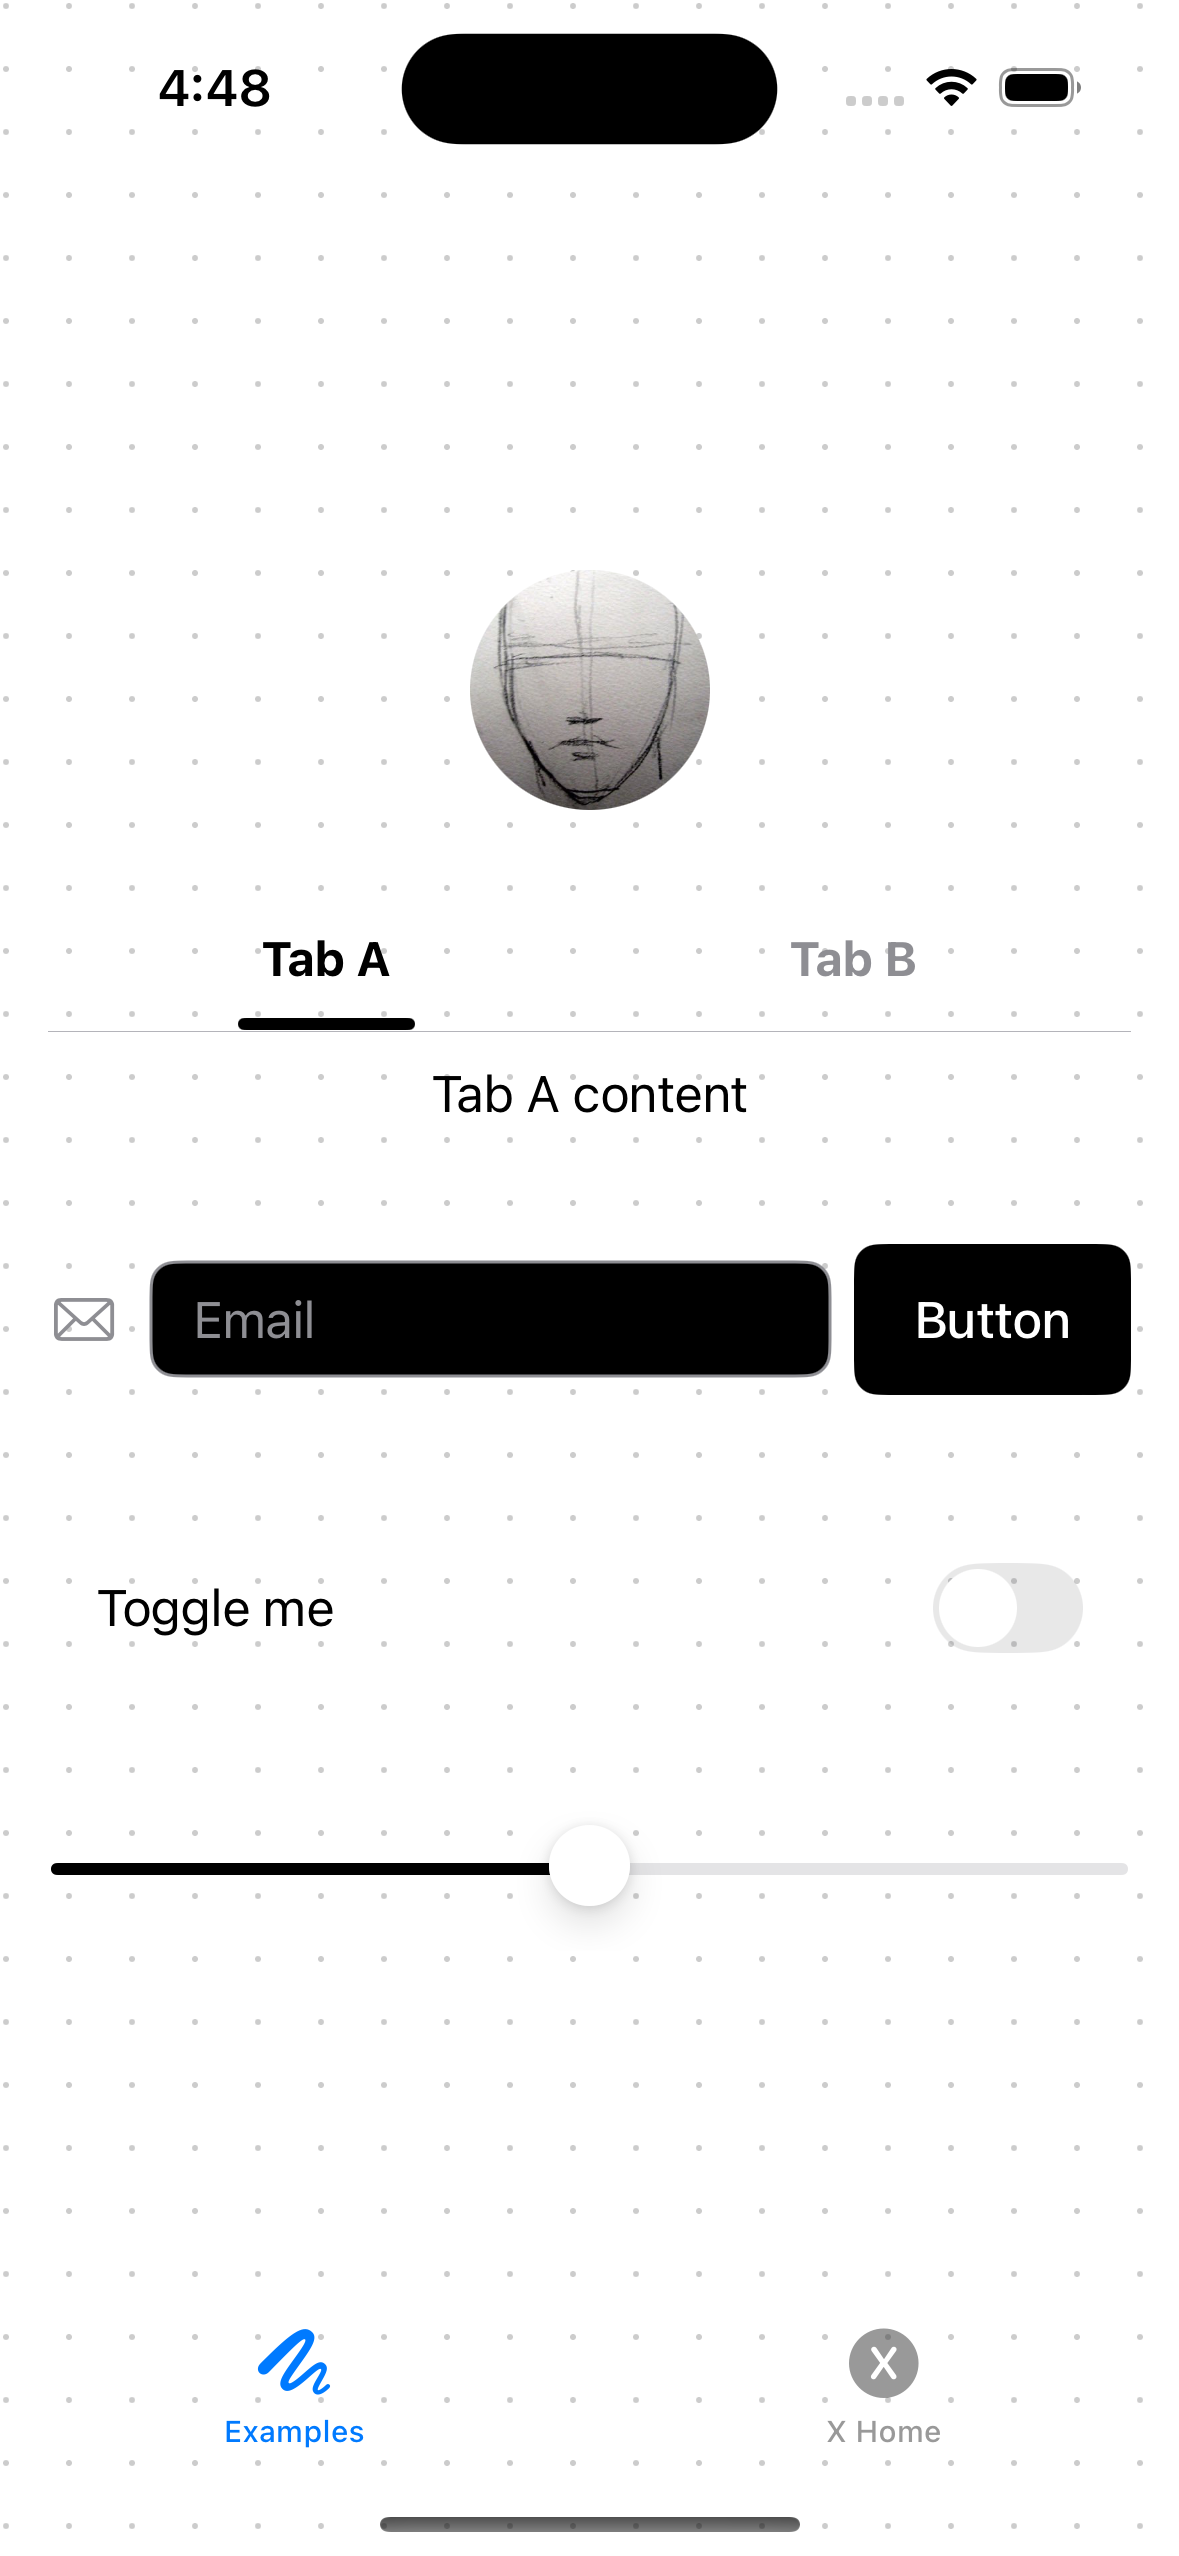 4:48
Tab A
Tab B
Tab A content
Email
Button
Toggle me
X
Examples
X Home